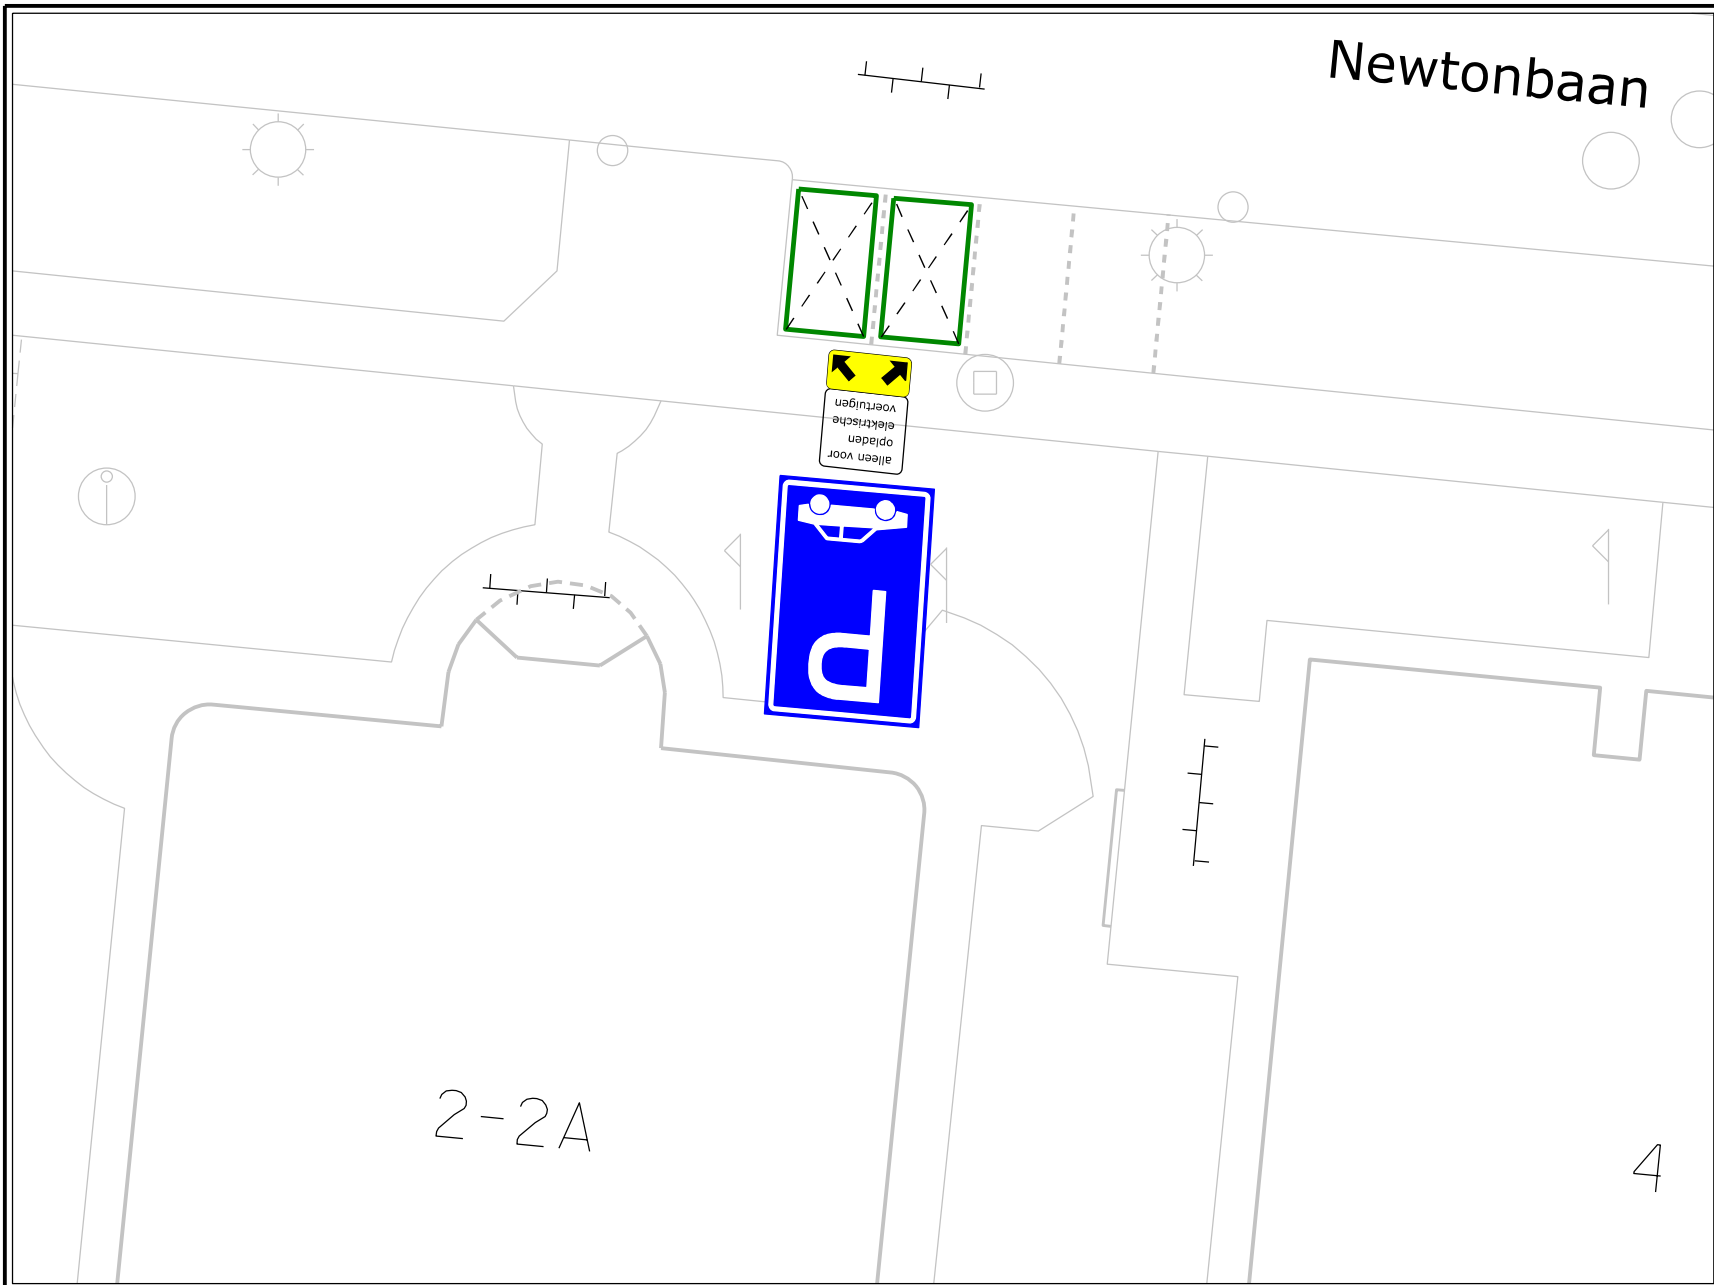 Newtonbaan
alleen voor
opladen
elektrische
voertuigen
P
2-2A
4